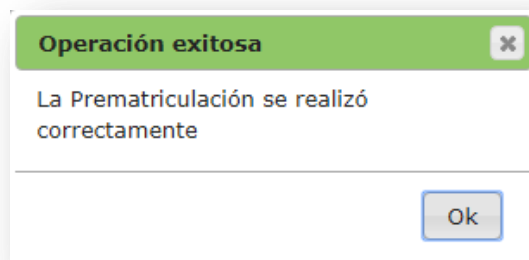 Operación exitosa
La Prematriculación se realizó
correctamente
Ok